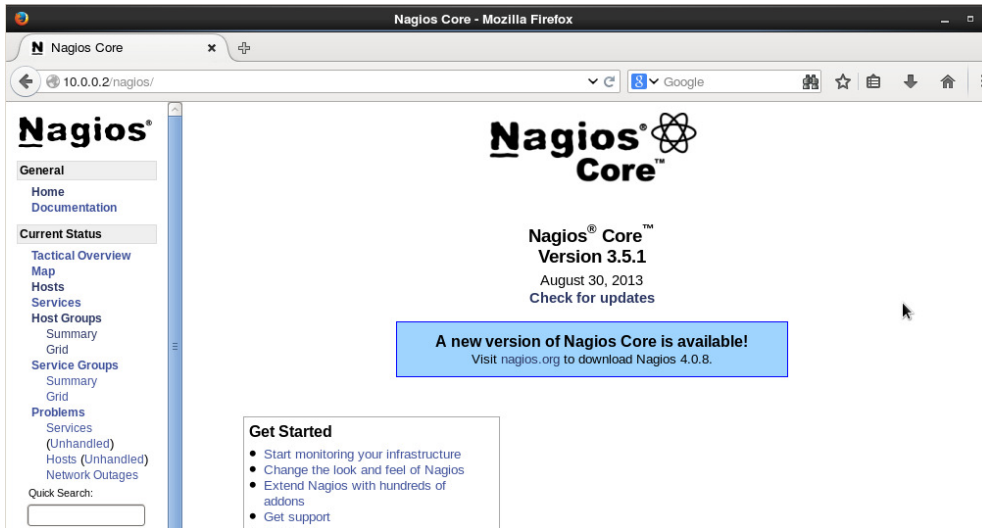 Nagios Core - Mozilla Firefox
N Nagios Core
10.0.0.2/nagios/
Google
Nagios®
General
Home
Documentation
Current Status
Tactical Overview
Map
Hosts
Services
Host Groups
Summary
Grid
Service Groups
Summary
Grid
Problems
Services
(Unhandled)
Hosts (Unhandled)
Network Outages
Quick Search:
Nagios®
Core™
Nagios® Core™
Version 3.5.1
August 30, 2013
Check for updates
A new version of Nagios Core is available!
Visit nagios.org to download Nagios 4.0.8.
Get Started
Start monitoring your infrastructure
Change the look and feel of Nagios
Extend Nagios with hundreds of
addons
Get support